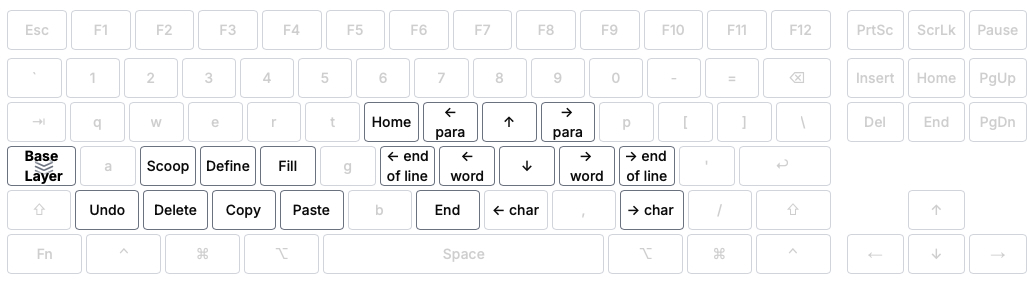 Esc F1 F2 F3 F4 F5 F6 F7 F8 F9 F10 F11 F12 PrtSc ScrLk Pause
` 1 2 3 4 5 6 7 8 9 0 - = ⌫ Insert Home PgUp
⇥ q w e r t Home ← para ↑ → para p [ ] \ Del End PgDn
Base Layer a Scoop Define Fill g ← end of line ← word ↓ → word → end of line ' ↩
⇧ Undo Delete Copy Paste b End ← char , → char / ⇧ ↑
Fn ^ ⌘ ⌥ Space ⌥ ⌘ ^ ← ↓ →